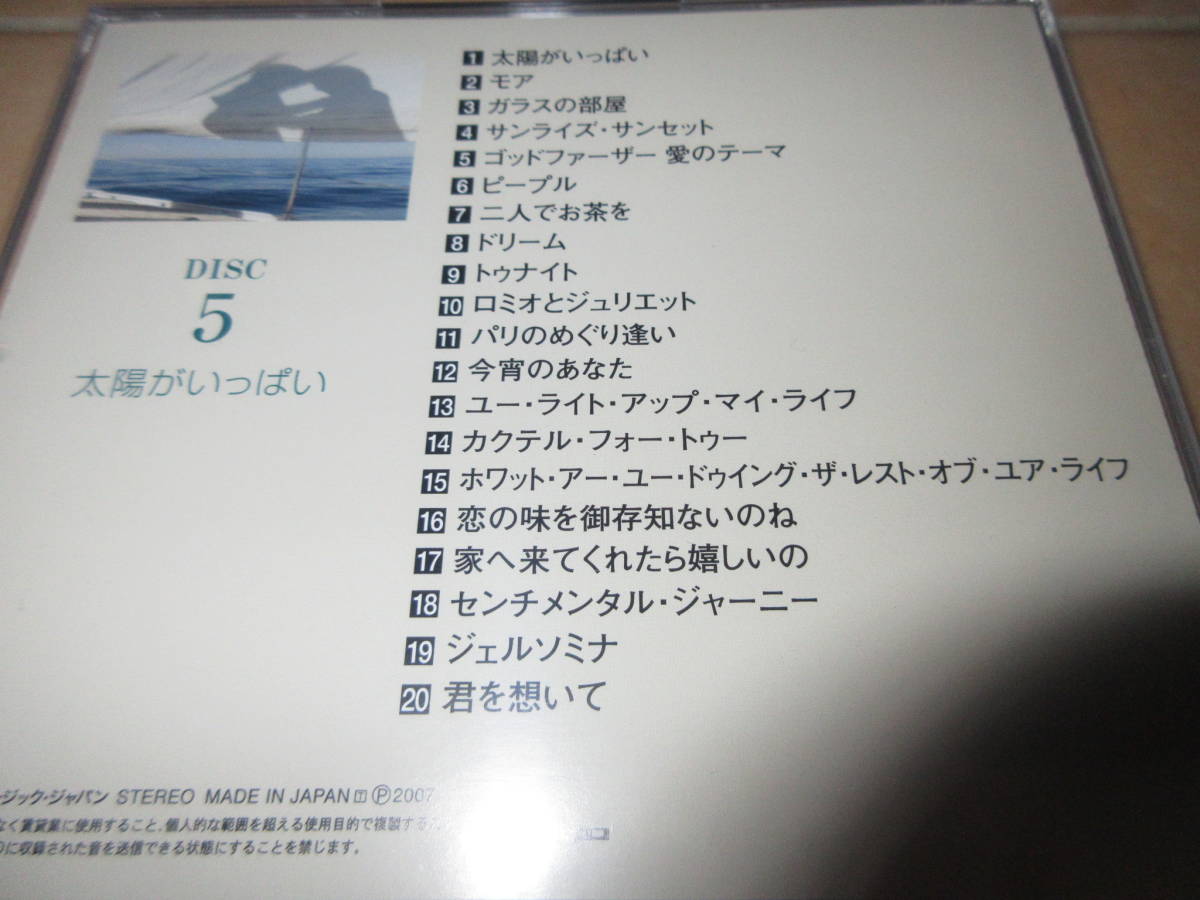 DISC
5
太陽がいっぱい
1 太陽がいっぱい
2 モア
3 ガラスの部屋
4 サンライズ・サンセット
5 ゴッドファーザー 愛のテーマ
6 ピープル
7 二人でお茶を
8 ドリーム
9 トゥナイト
10 ロミオとジュリエット
11 パリのめぐり逢い
12 今宵のあなた
13 ユー・ライト・アップ・マイ・ライフ
14 カクテル・フォー・トゥー
15 ホワット・アー・ユー・ドゥイング・ザ・レスト・オブ・ユア・ライフ
16 恋の味を御存知ないのね
17 家へ来てくれたら嬉しいの
18 センチメンタル・ジャーニー
19 ジェルソミナ
20 君を想いて
ージック・ジャパン STEREO MADE IN JAPAN Ⓟ2007
なく賃貸業に使用すること、個人的な範囲を超える使用目的で複製する
に収録された音を送信できる状態にすることを禁じます。